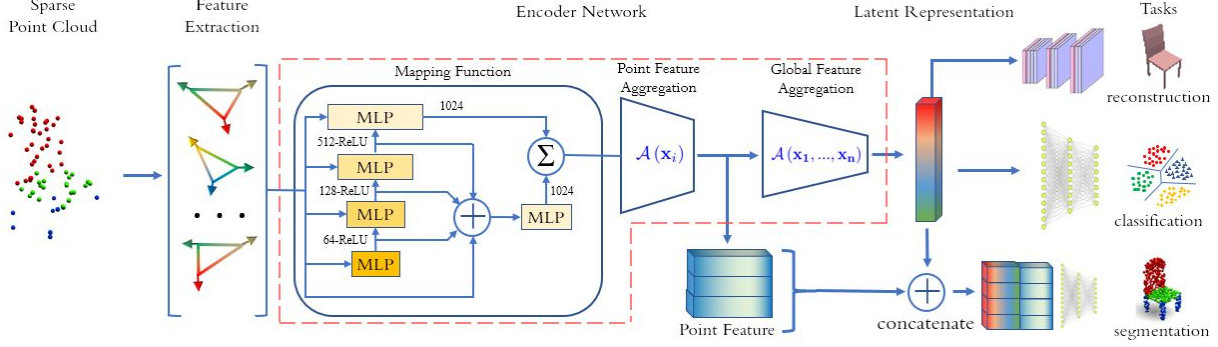 Sparse
Point Cloud
Feature
Extraction
Encoder Network
Latent Representation
Tasks
Mapping Function
Point Feature
Aggregation
Global Feature
Aggregation
1024
MLP
512-ReLU
MLP
128-ReLU
MLP
64-ReLU
MLP
Σ
1024
MLP
A (x_i)
A (x_1, ..., x_n)
reconstruction
classification
Point Feature
concatenate
segmentation